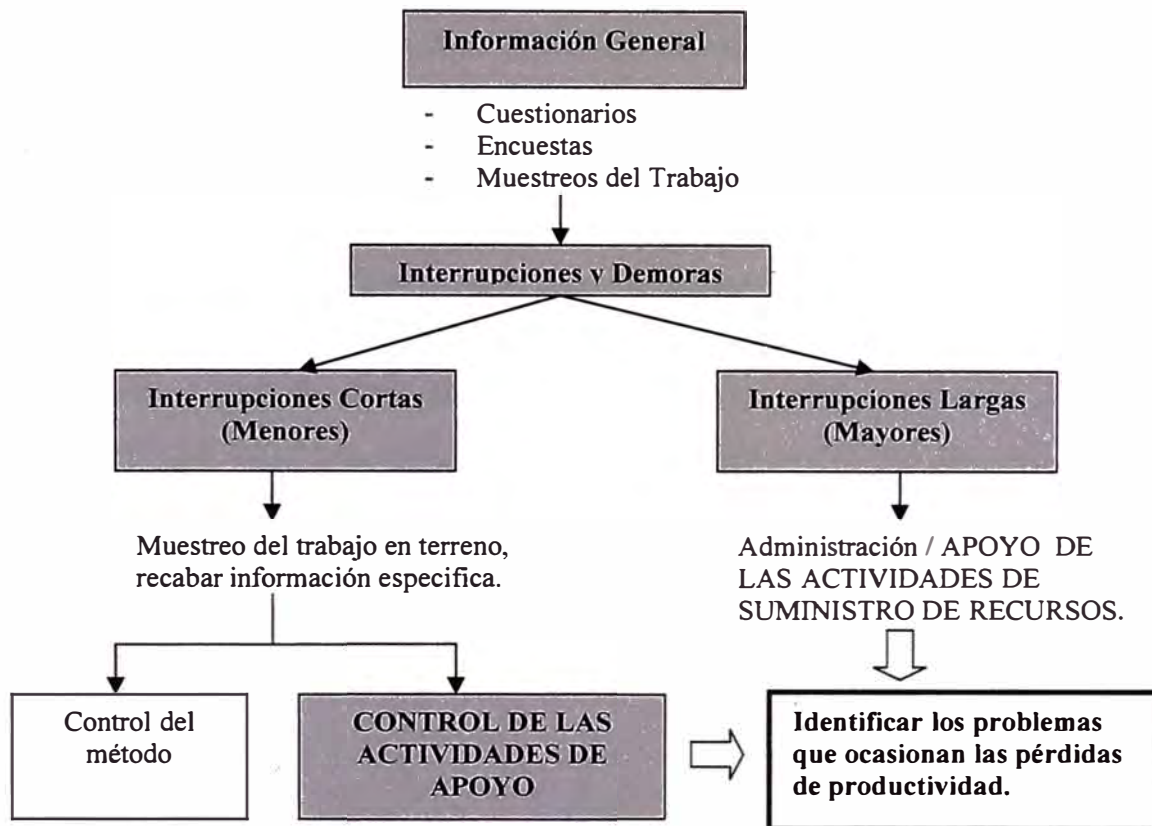 Información General
- Cuestionarios
- Encuestas
- Muestreos del Trabajo
Interrupciones y Demoras
Interrupciones Cortas
(Menores)
Interrupciones Largas
(Mayores)
Muestreo del trabajo en terreno,
recabar información especifica.
Administración / APOYO DE
LAS ACTIVIDADES DE
SUMINISTRO DE RECURSOS.
Control del
método
CONTROL DE LAS
ACTIVIDADES DE
APOYO
Identificar los problemas
que ocasionan las pérdidas
de productividad.